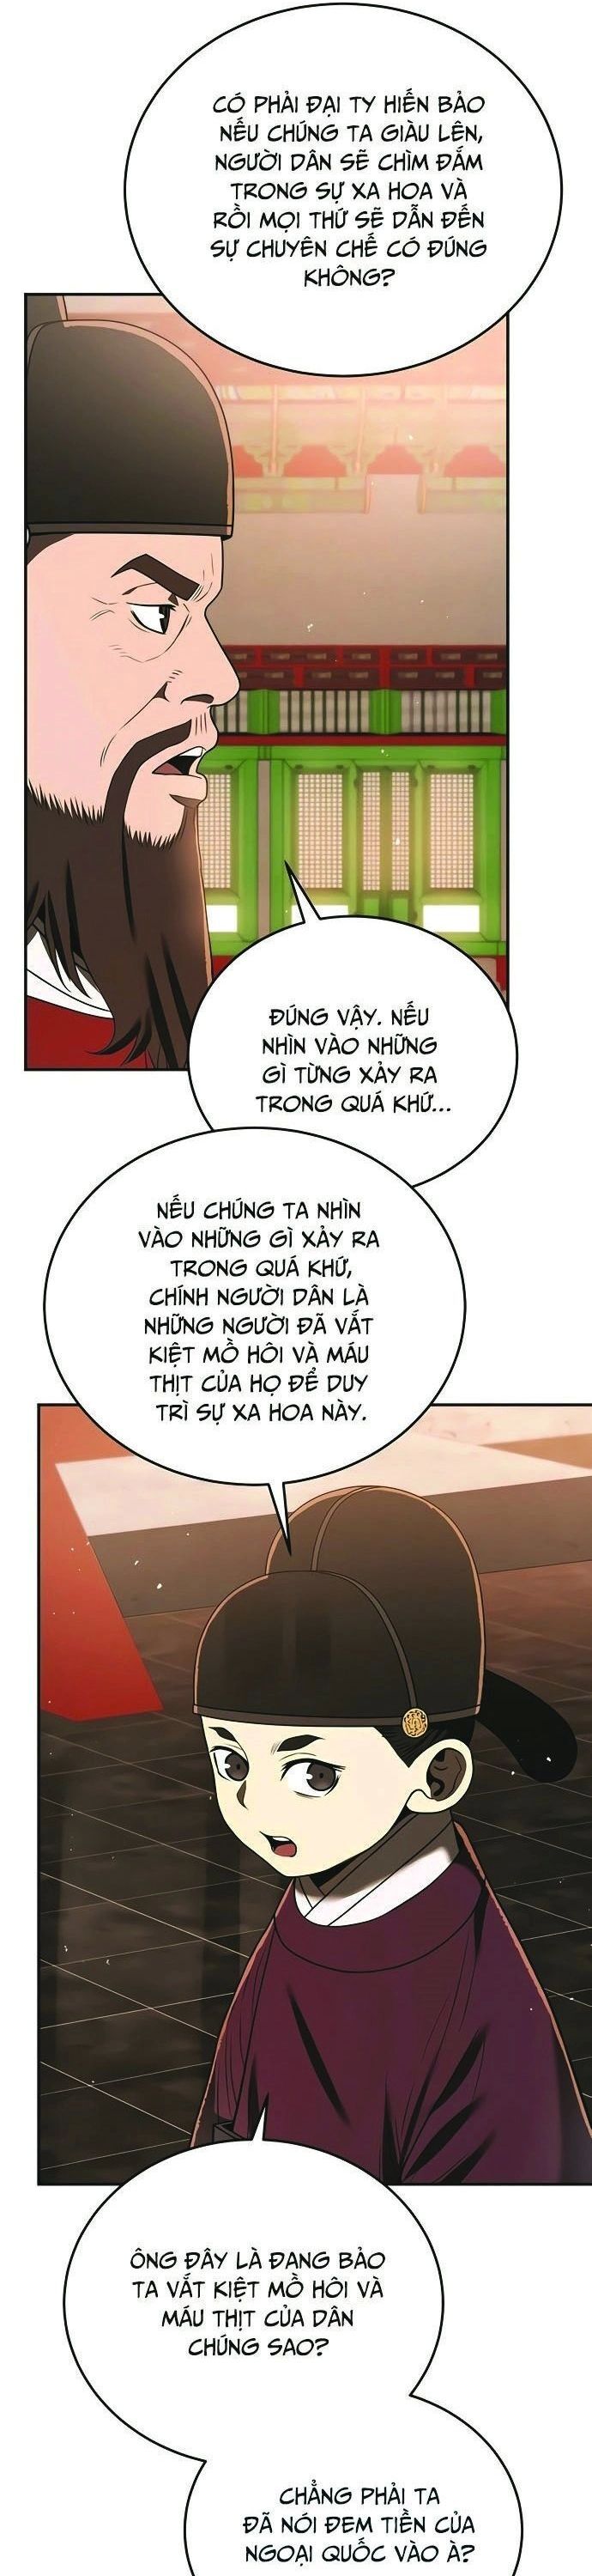 CÓ PHẢI ĐẠI TY HIẾN BẢO
NẾU CHÚNG TA GIÀU LÊN,
NGƯỜI DÂN SẼ CHÌM ĐẮM
TRONG SỰ XA HOA VÀ
RỒI MỌI THỨ SẼ DẪN ĐẾN
SỰ CHUYÊN CHẾ CÓ ĐÚNG
KHÔNG?
ĐÚNG VẬY. NẾU
NHÌN VÀO NHỮNG
GÌ TỪNG XẢY RA
TRONG QUÁ KHỨ...
NẾU CHÚNG TA NHÌN
VÀO NHỮNG GÌ XẢY RA
TRONG QUÁ KHỨ,
CHÍNH NGƯỜI DÂN LÀ
NHỮNG NGƯỜI ĐÃ VẮT
KIỆT MỒ HÔI VÀ MÁU
THỊT CỦA HỌ ĐỂ DUY
TRÌ SỰ XA HOA NÀY.
ÔNG ĐÂY LÀ ĐANG BẢO
TA VẮT KIỆT MỒ HÔI VÀ
MÁU THỊT CỦA DÂN
CHÚNG SAO?
CHẲNG PHẢI TA
ĐÃ NÓI ĐEM TIỀN CỦA
NGOẠI QUỐC VÀO À?